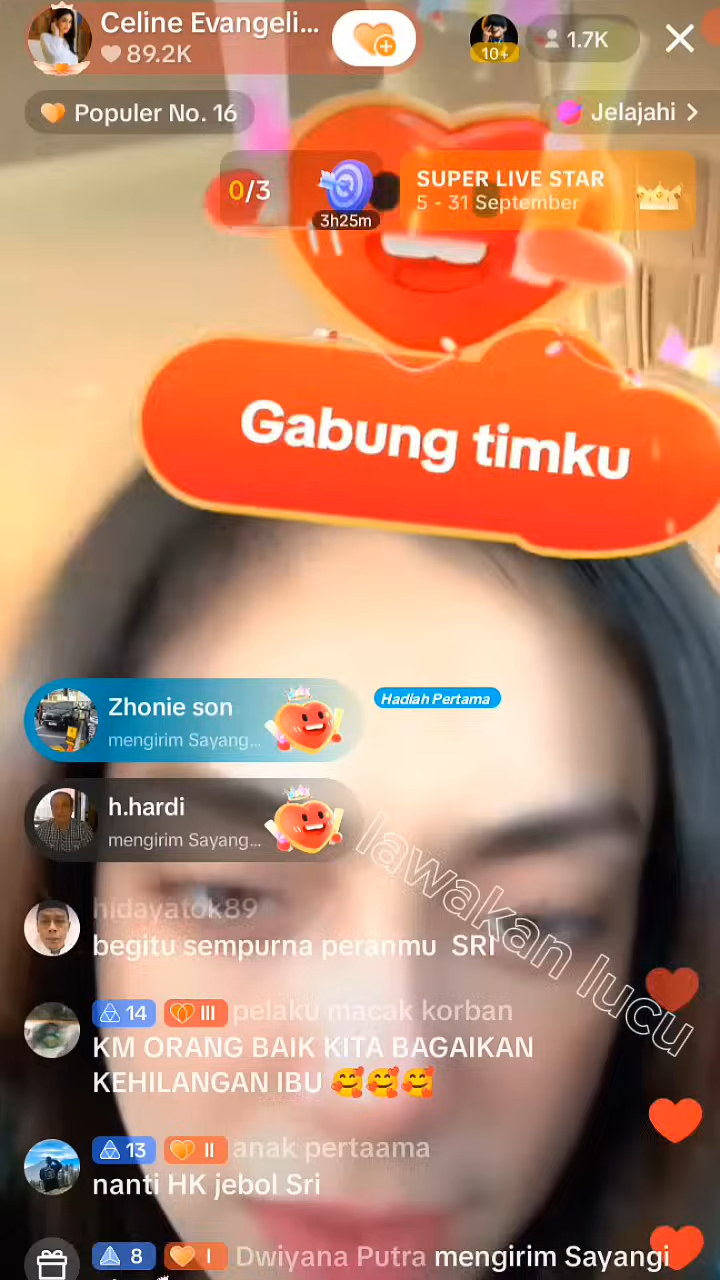 Celine Evangeli...
89.2K
10+
1.7K
Populer No. 16
Jelajahi
0/3
3h25m
SUPER LIVE STAR
5 - 31 September
Gabung timku
Zhonie son
mengirim Sayang...
Hadiah Pertama
h.hardi
mengirim Sayang...
lawakan lucu
hidayatok89
begitu sempurna peranmu SRI
14 III pelaku macak korban
KM ORANG BAIK KITA BAGAIKAN
KEHILANGAN IBU 🥰🥰🥰
13 II anak pertaama
nanti HK jebol Sri
8 I Dwiyana Putra mengirim Sayangi